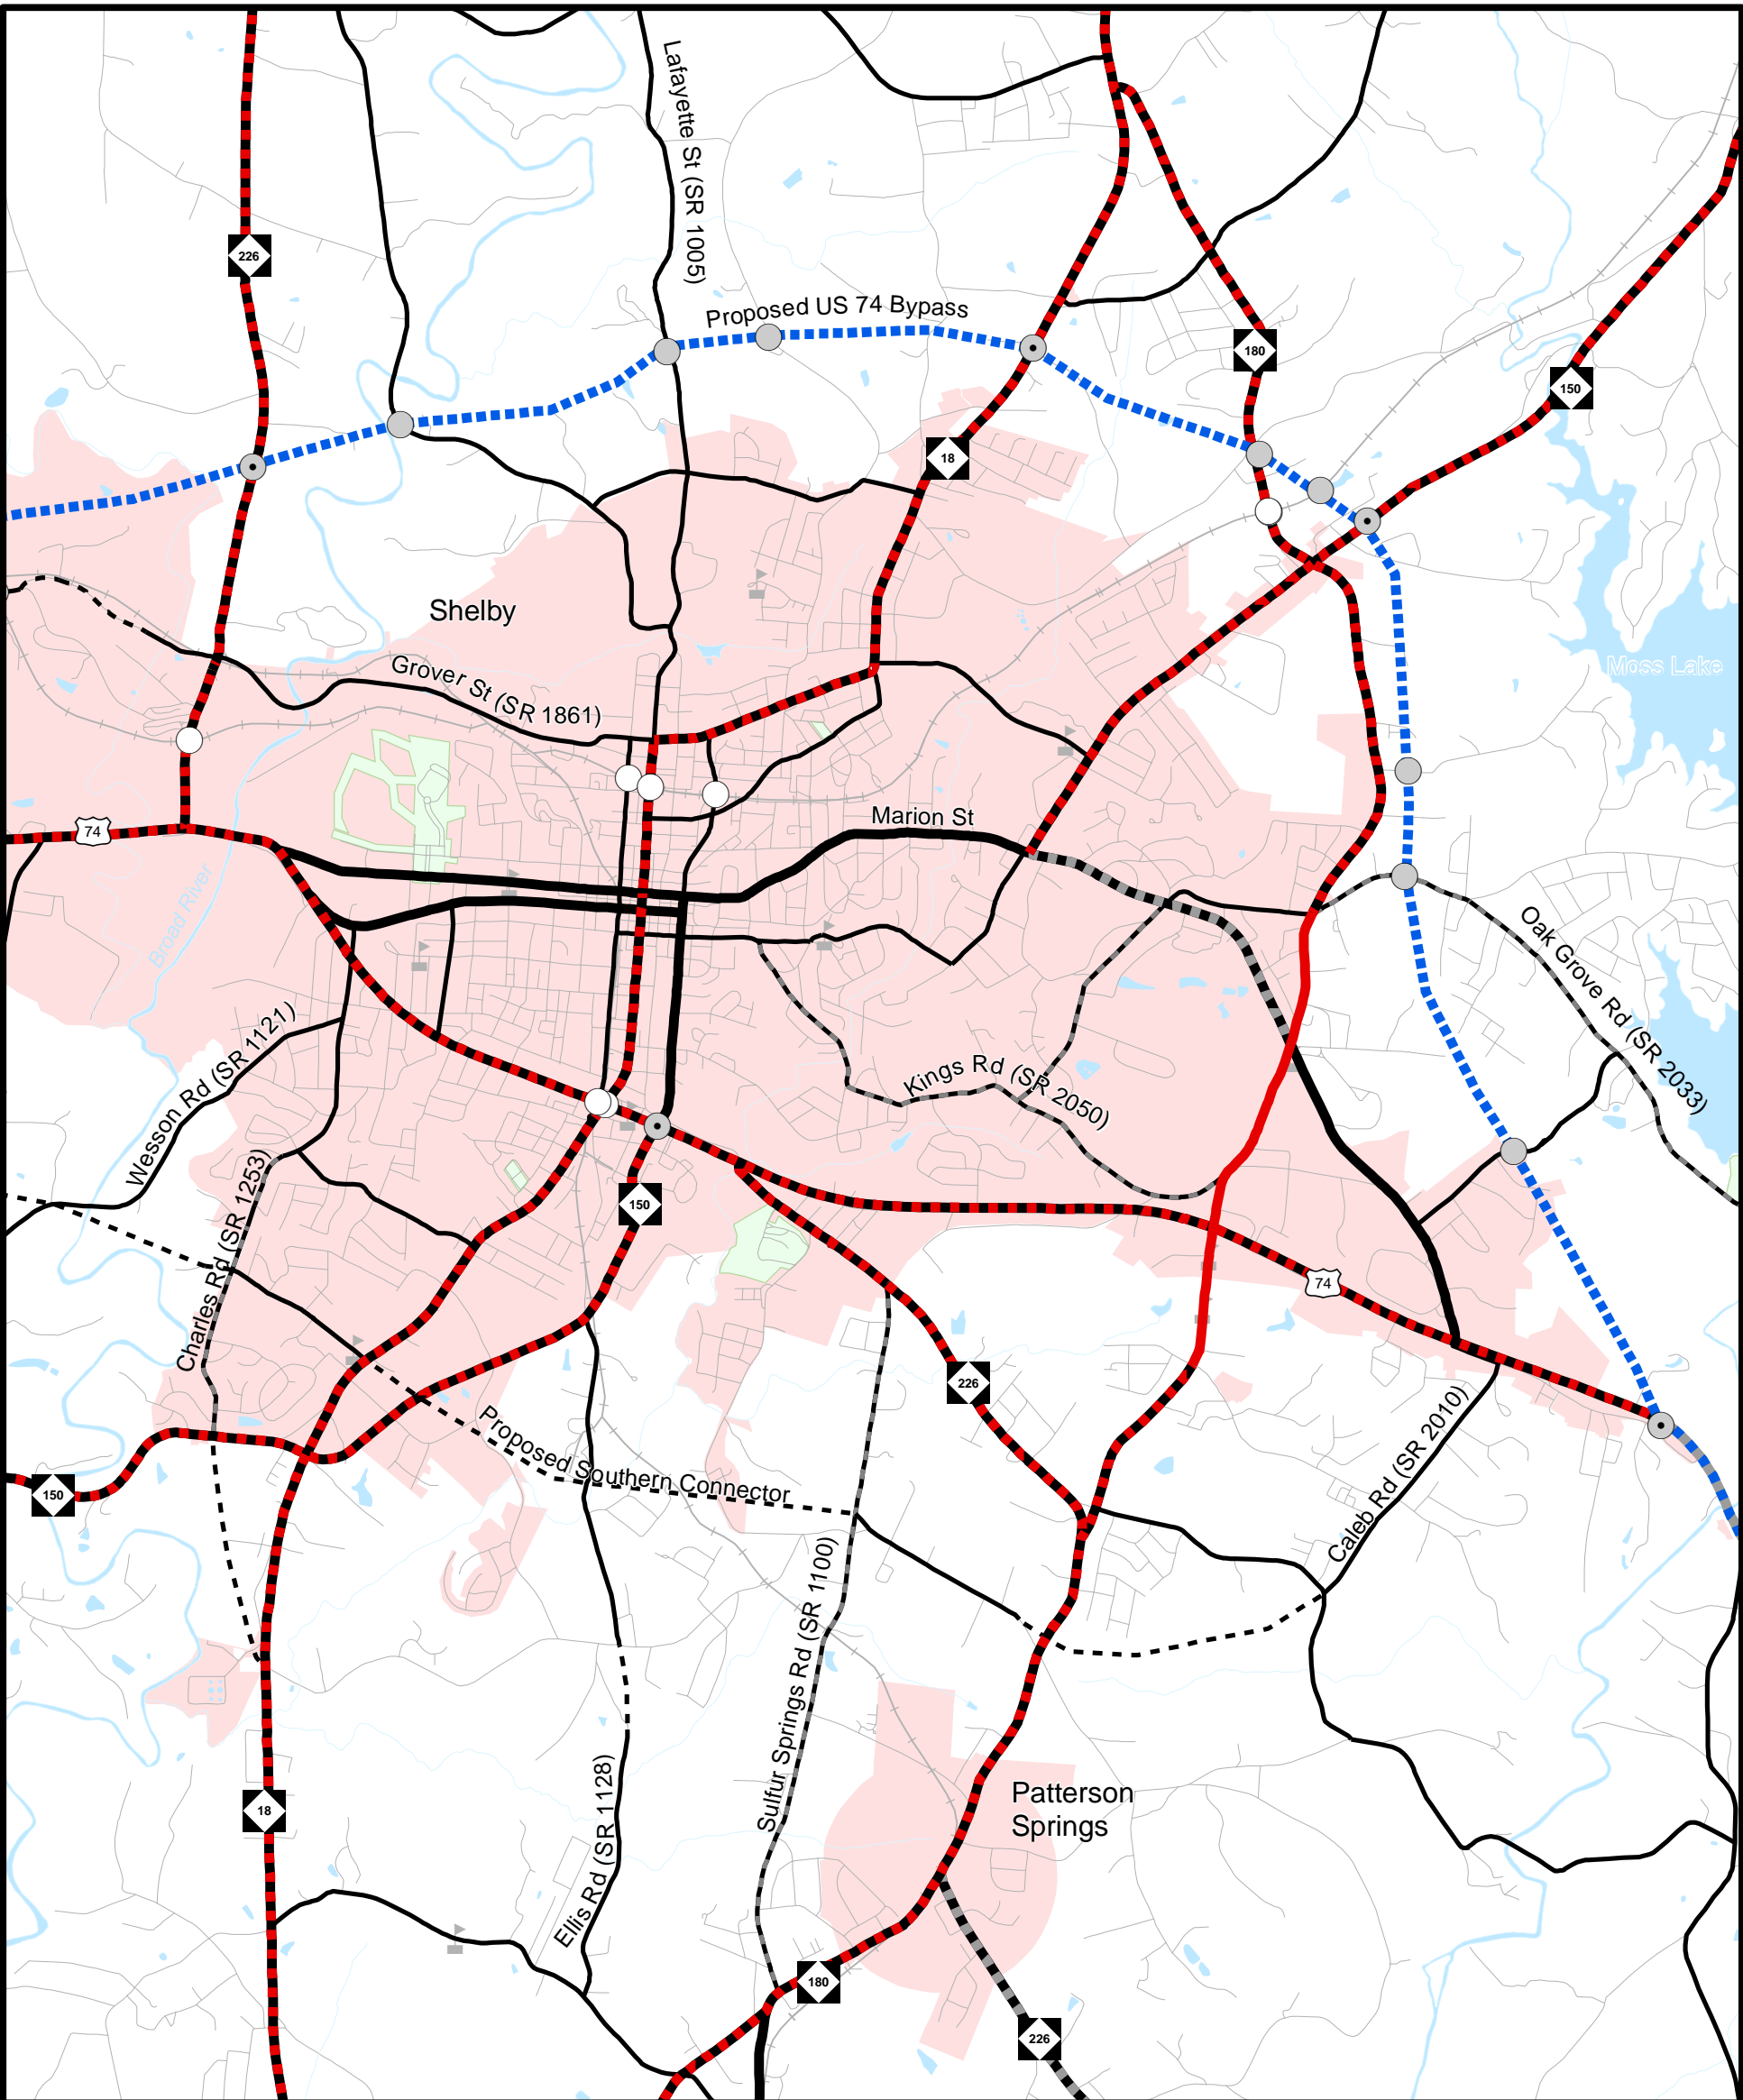 Lafayette St (SR 1005)
226
Proposed US 74 Bypass
180
150
18
Shelby
Grover St (SR 1861)
Moss Lake
74
Marion St
Broad River
Oak Grove Rd (SR 2033)
Wesson Rd (SR 1121)
Kings Rd (SR 2050)
Charles Rd (SR 1253)
150
74
226
Proposed Southern Connector
Caleb Rd (SR 2010)
150
Sulfur Springs Rd (SR 1100)
Ellis Rd (SR 1128)
Patterson
Springs
18
180
226